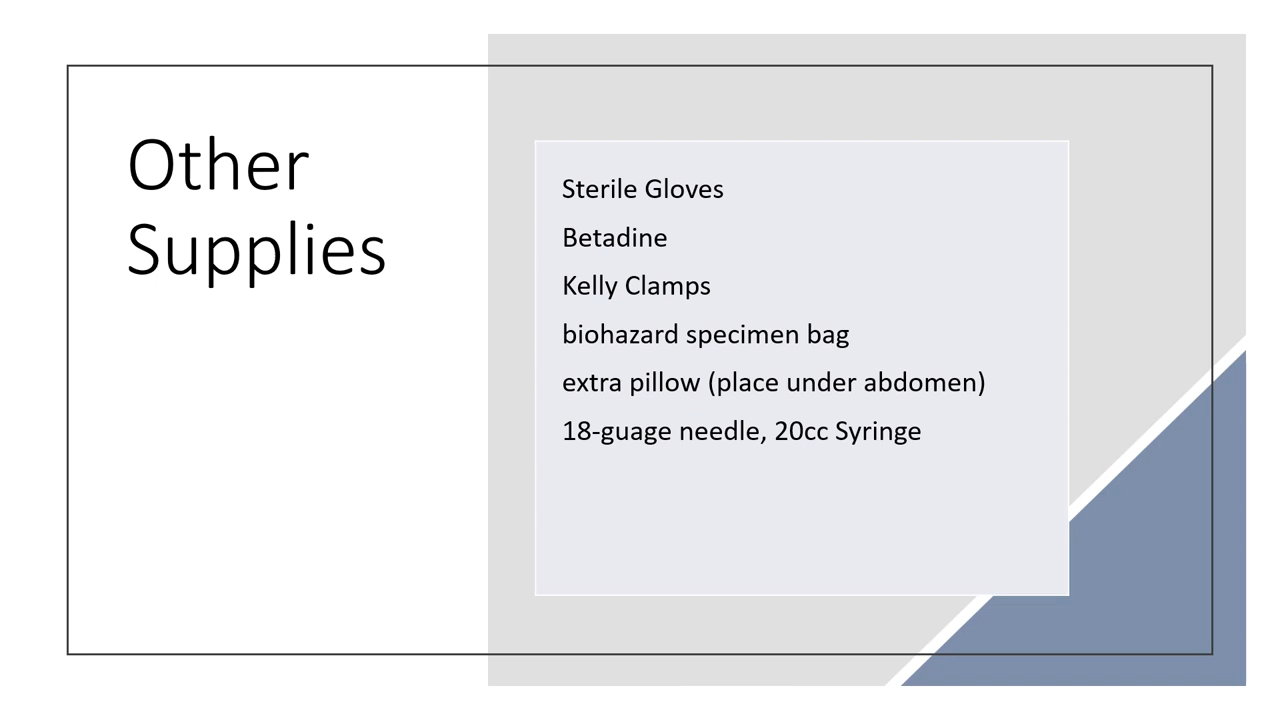 Other
Supplies
Sterile Gloves
Betadine
Kelly Clamps
biohazard specimen bag
extra pillow (place under abdomen)
18-guage needle, 20cc Syringe